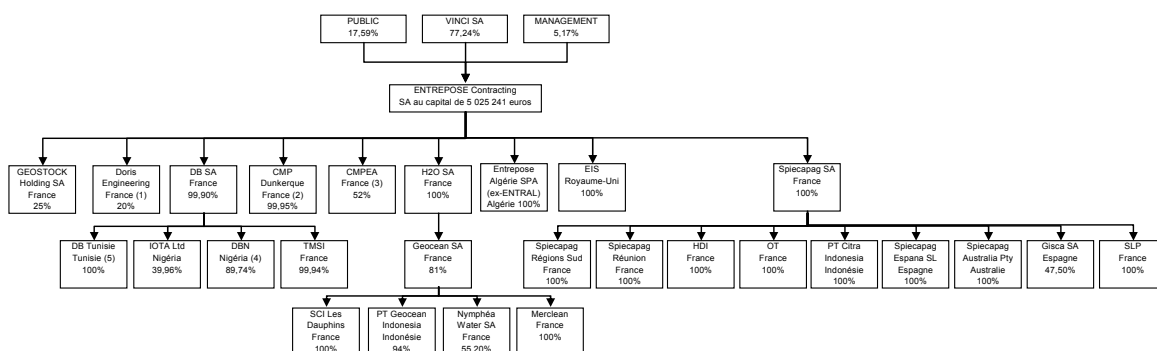 PUBLIC
17,59%
VINCI SA
77,24%
MANAGEMENT
5,17%
ENTREPOSE Contracting
SA au capital de 5 025 241 euros
GEOSTOCK
Holding SA
France
25%
Doris
Engineering
France (1)
20%
DB SA
France
99,90%
CMP
Dunkerque
France (2)
99,95%
CMPEA
France (3)
52%
H2O SA
France
100%
Entrepose
Algérie SPA
(ex-ENTRAL)
Algérie 100%
EIS
Royaume-Uni
100%
Spiecapag SA
France
100%
DB Tunisie
Tunisie (5)
100%
IOTA Ltd
Nigéria
39,96%
DBN
Nigéria (4)
89,74%
TMSI
France
99,94%
Geocean SA
France
81%
Spiecapag
Régions Sud
France
100%
Spiecapag
Réunion
France
100%
HDI
France
100%
OT
France
100%
PT Citra
Indonesia
Indonésie
100%
Spiecapag
Espana SL
Espagne
100%
Spiecapag
Australia Pty
Australie
100%
Gisca SA
Espagne
47,50%
SLP
France
100%
SCI Les
Dauphins
France
100%
PT Geocean
Indonesia
Indonésie
94%
Nymphéa
Water SA
France
55,20%
Merclean
France
100%